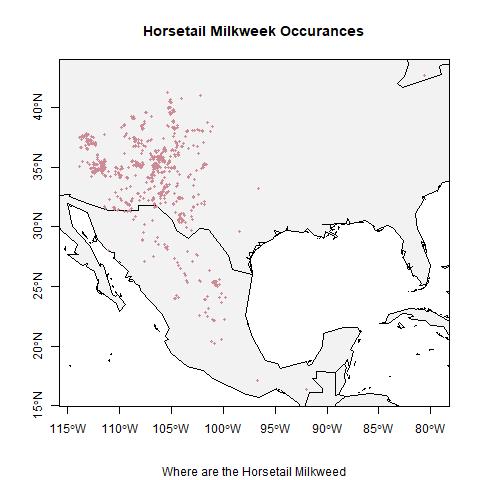 Horsetail Milkweek Occurances
40°N
35°N
30°N
25°N
20°N
15°N
115°W 110°W 105°W 100°W 95°W 90°W 85°W 80°W
Where are the Horsetail Milkweed